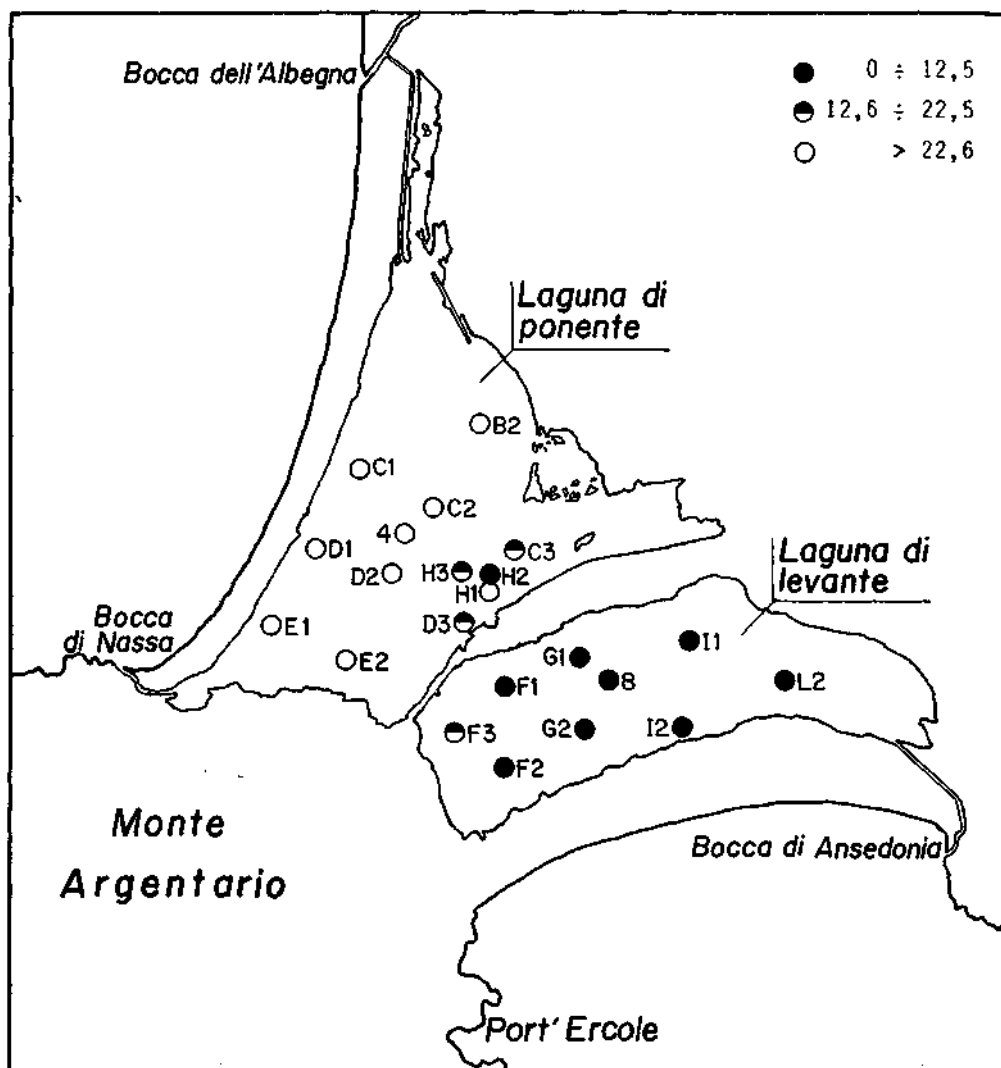 Bocca dell'Albegna
0 ÷ 12,5
12,6 ÷ 22,5
> 22,6
Laguna di
ponente
B2
C1
C2
4
D1
C3
D2
H3
H2
H1
Laguna di
levante
Bocca
di Nassa
E1
D3
E2
I1
G1
F1
8
L2
F3
G2
I2
F2
Monte
Argentario
Bocca di Ansedonia
Port' Ercole